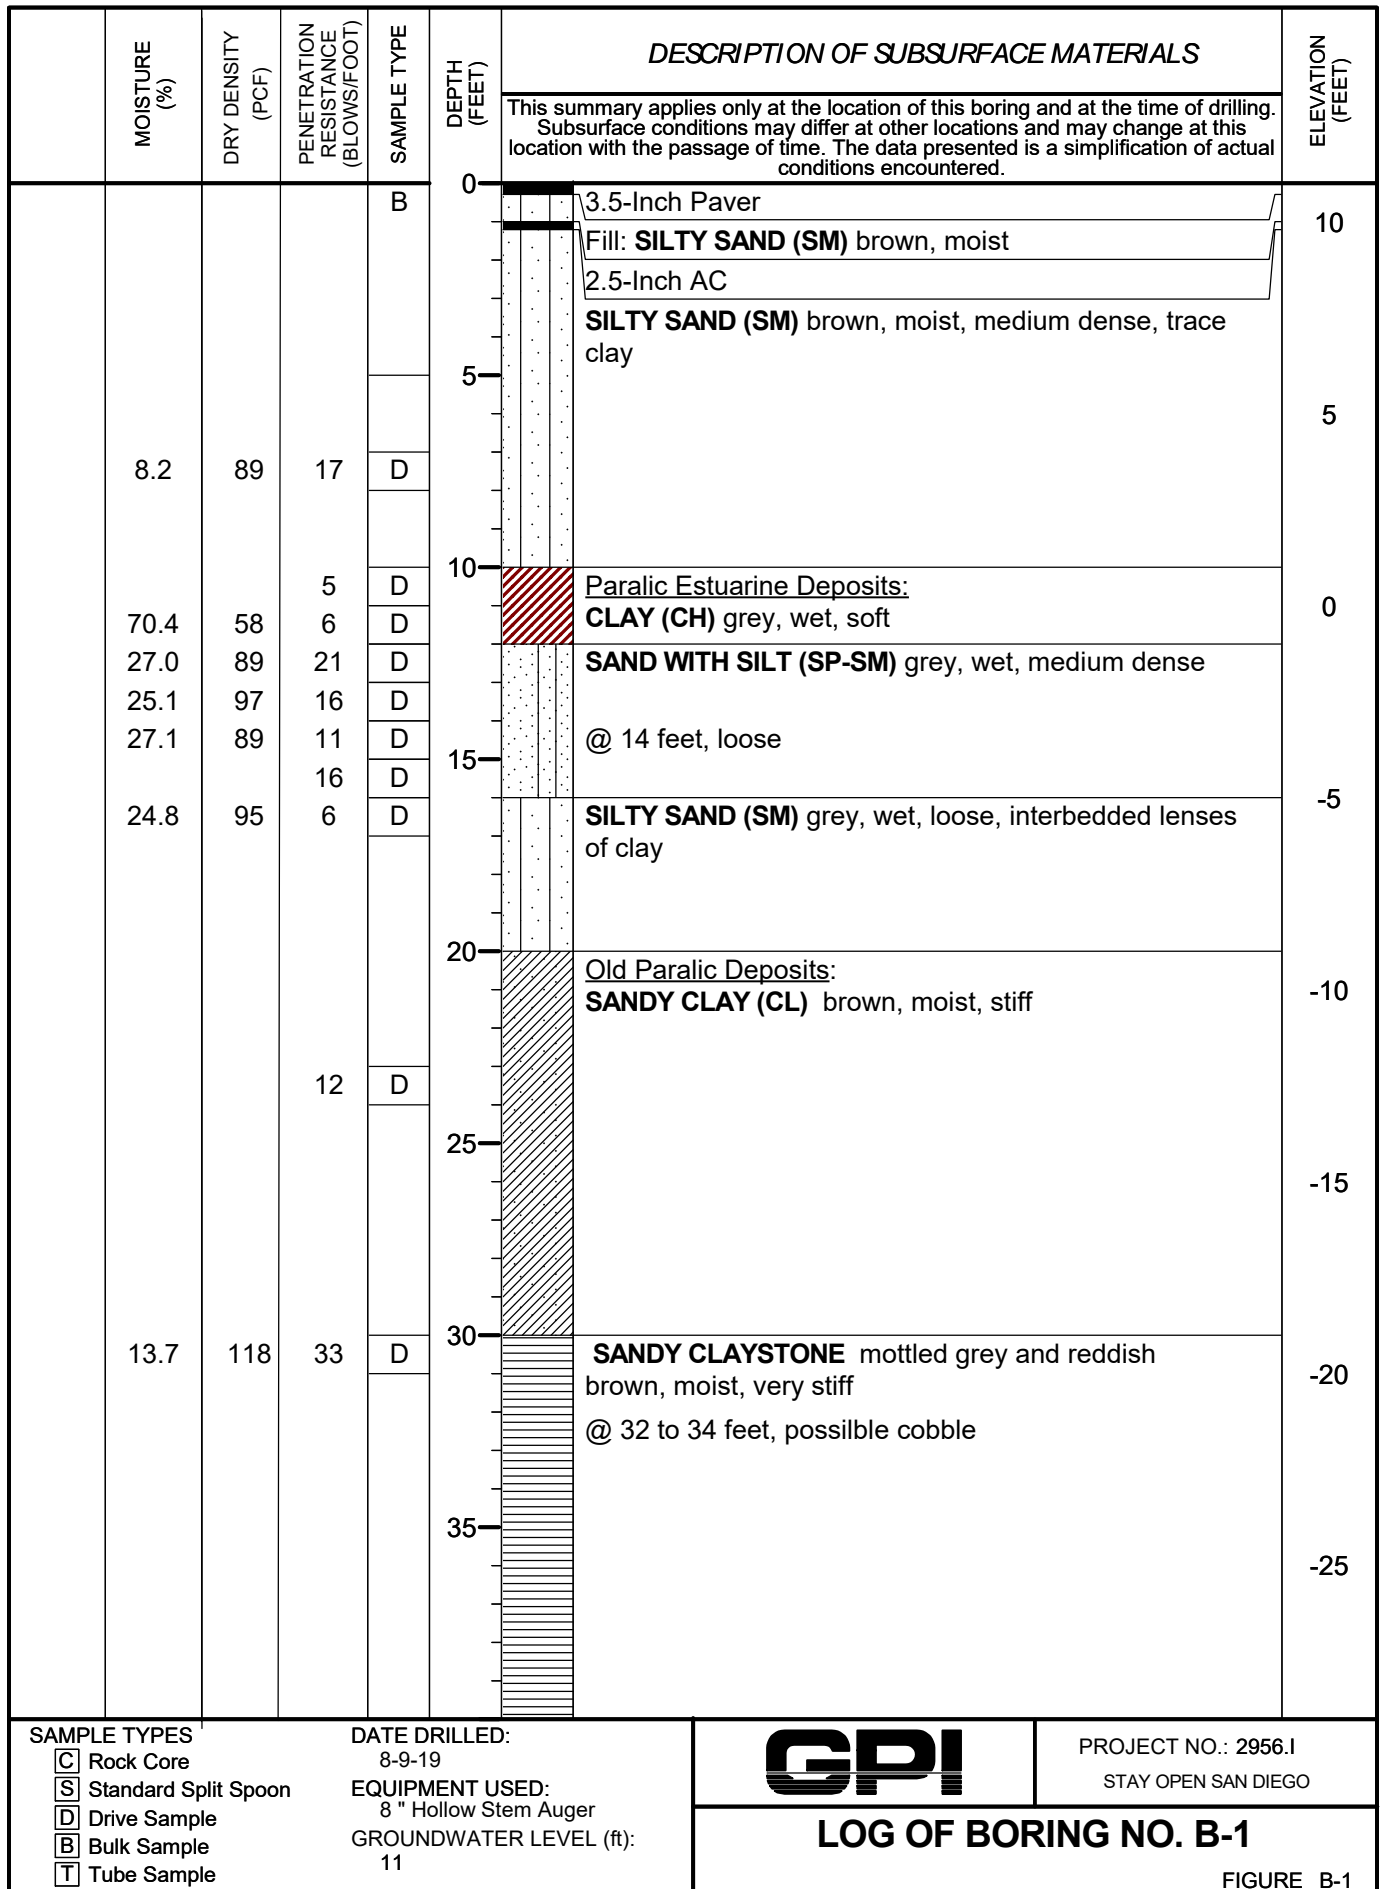 MOISTURE
(%)
DRY DENSITY
(PCF)
PENETRATION
RESISTANCE
(BLOWS/FOOT)
SAMPLE TYPE
DEPTH
(FEET)
DESCRIPTION OF SUBSURFACE MATERIALS
This summary applies only at the location of this boring and at the time of drilling.
Subsurface conditions may differ at other locations and may change at this
location with the passage of time. The data presented is a simplification of actual
conditions encountered.
ELEVATION
(FEET)
0
B
3.5-Inch Paver
10
Fill: SILTY SAND (SM) brown, moist
2.5-Inch AC
SILTY SAND (SM) brown, moist, medium dense, trace
clay
5
5
8.2 89 17 D
10
5 D Paralic Estuarine Deposits:
0
70.4 58 6 D CLAY (CH) grey, wet, soft
27.0 89 21 D SAND WITH SILT (SP-SM) grey, wet, medium dense
25.1 97 16 D
27.1 89 11 D @ 14 feet, loose
15
16 D
-5
24.8 95 6 D SILTY SAND (SM) grey, wet, loose, interbedded lenses
of clay
20
Old Paralic Deposits:
-10
SANDY CLAY (CL) brown, moist, stiff
12 D
25
-15
30
13.7 118 33 D SANDY CLAYSTONE mottled grey and reddish
-20
brown, moist, very stiff
@ 32 to 34 feet, possilble cobble
35
-25
SAMPLE TYPES
C Rock Core
S Standard Split Spoon
D Drive Sample
B Bulk Sample
T Tube Sample
DATE DRILLED:
8-9-19
EQUIPMENT USED:
8 " Hollow Stem Auger
GROUNDWATER LEVEL (ft):
11
GPI
PROJECT NO.: 2956.I
STAY OPEN SAN DIEGO
LOG OF BORING NO. B-1
FIGURE B-1